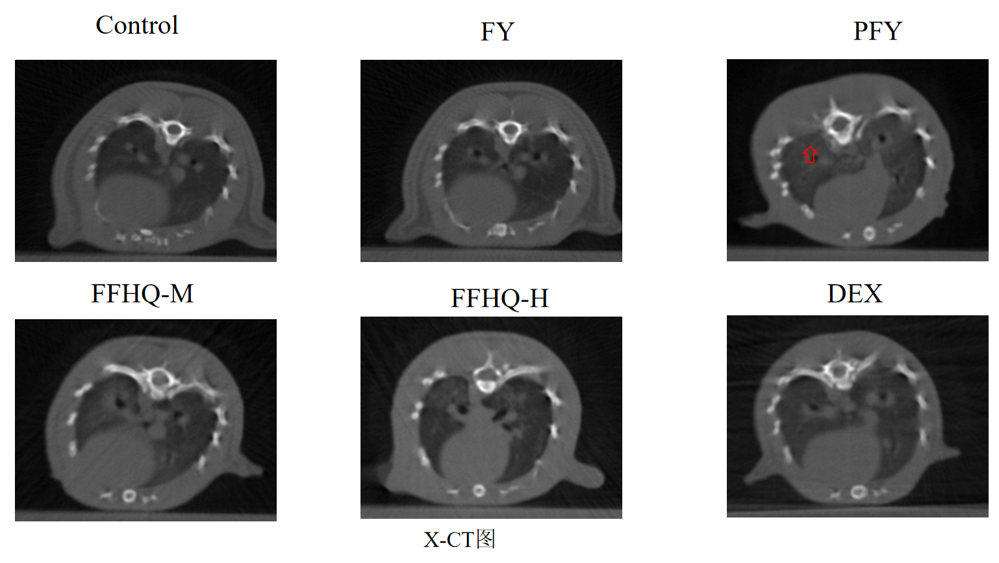 Control
FY
PFY
FFHQ-M
FFHQ-H
DEX
X-CT图